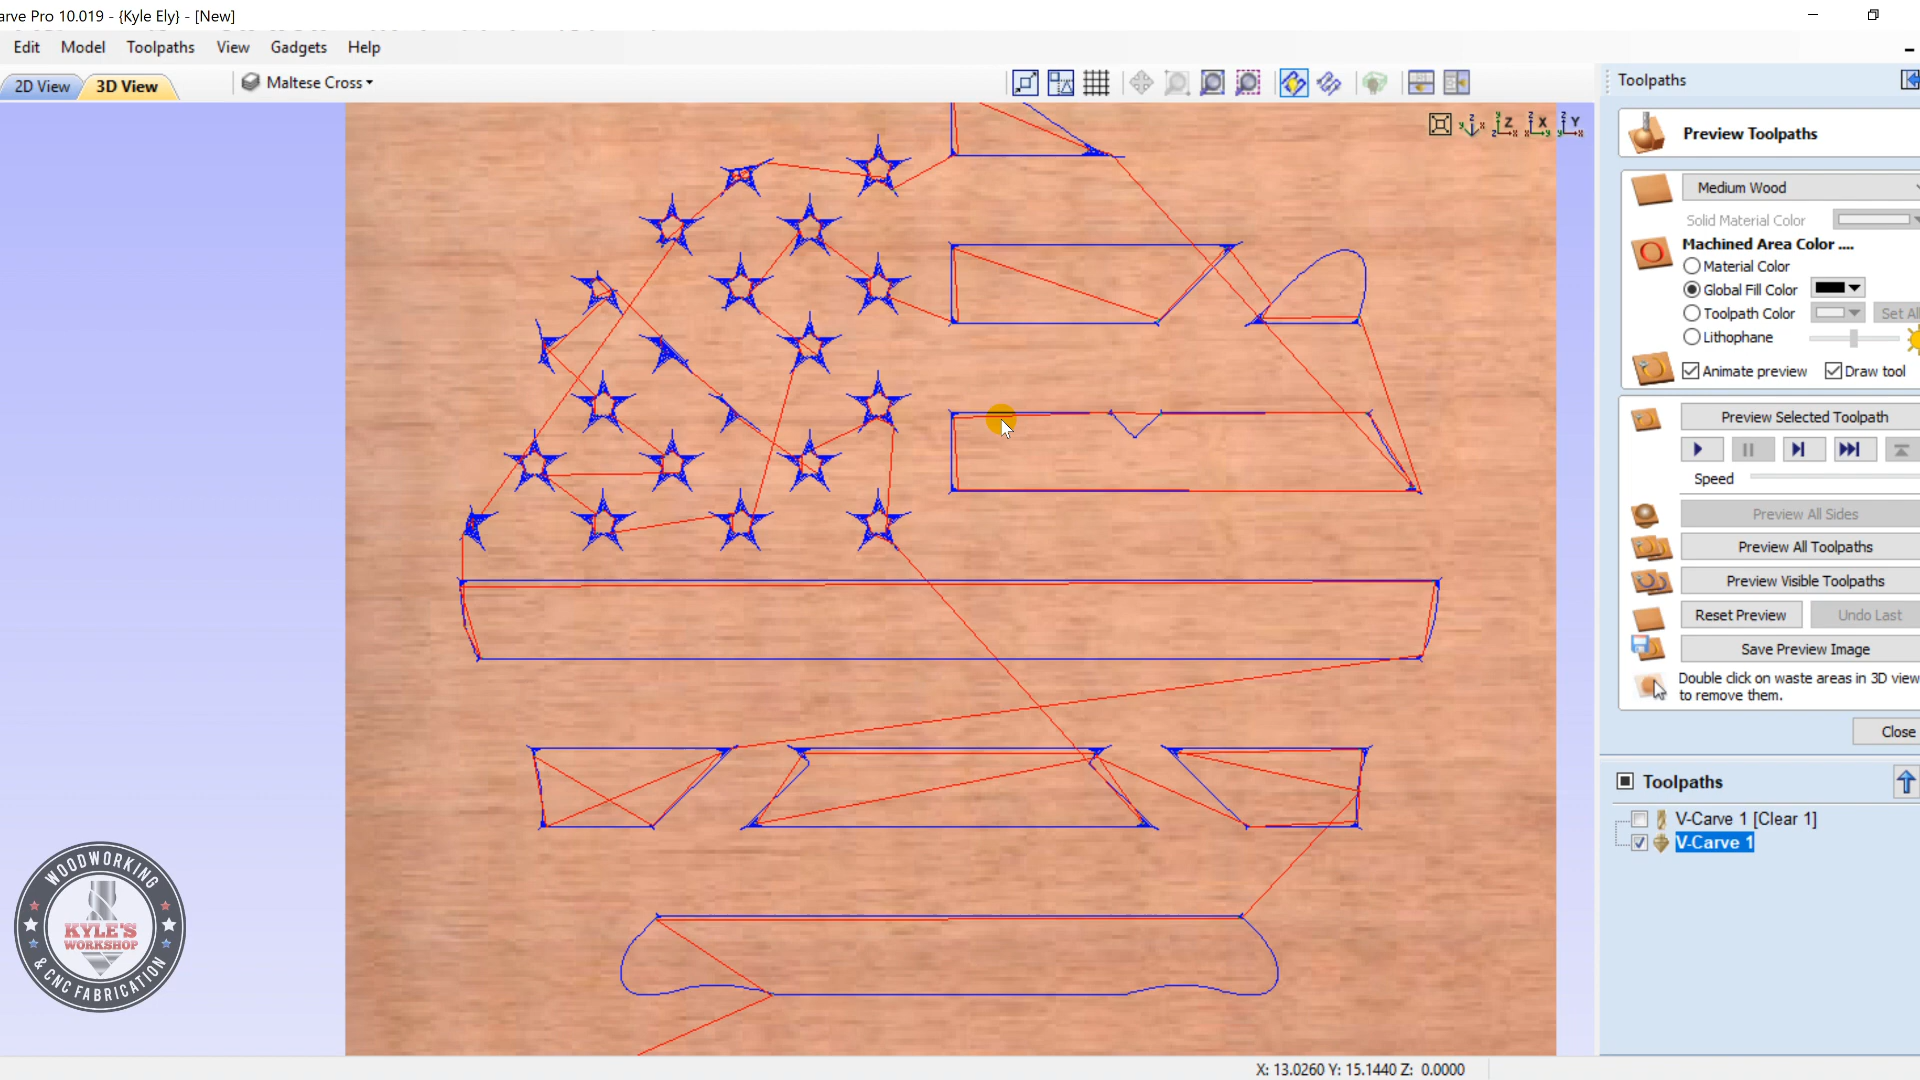 arve Pro 10.019 - {Kyle Ely} - [New]
Edit Model Toolpaths View Gadgets Help
2D View 3D View Maltese Cross
Toolpaths
Preview Toolpaths
Medium Wood
Solid Material Color
Machined Area Color ....
Material Color
Global Fill Color
Toolpath Color Set All
Lithophane
Animate preview Draw tool
Preview Selected Toolpath
Speed
Preview All Sides
Preview All Toolpaths
Preview Visible Toolpaths
Reset Preview Undo Last
Save Preview Image
Double click on waste areas in 3D view
to remove them.
Close
Toolpaths
V-Carve 1 [Clear 1]
V-Carve 1
WOODWORKING
KYLE'S
WORKSHOP
& CNC FABRICATION
X: 13.0260 Y: 15.1440 Z: 0.0000